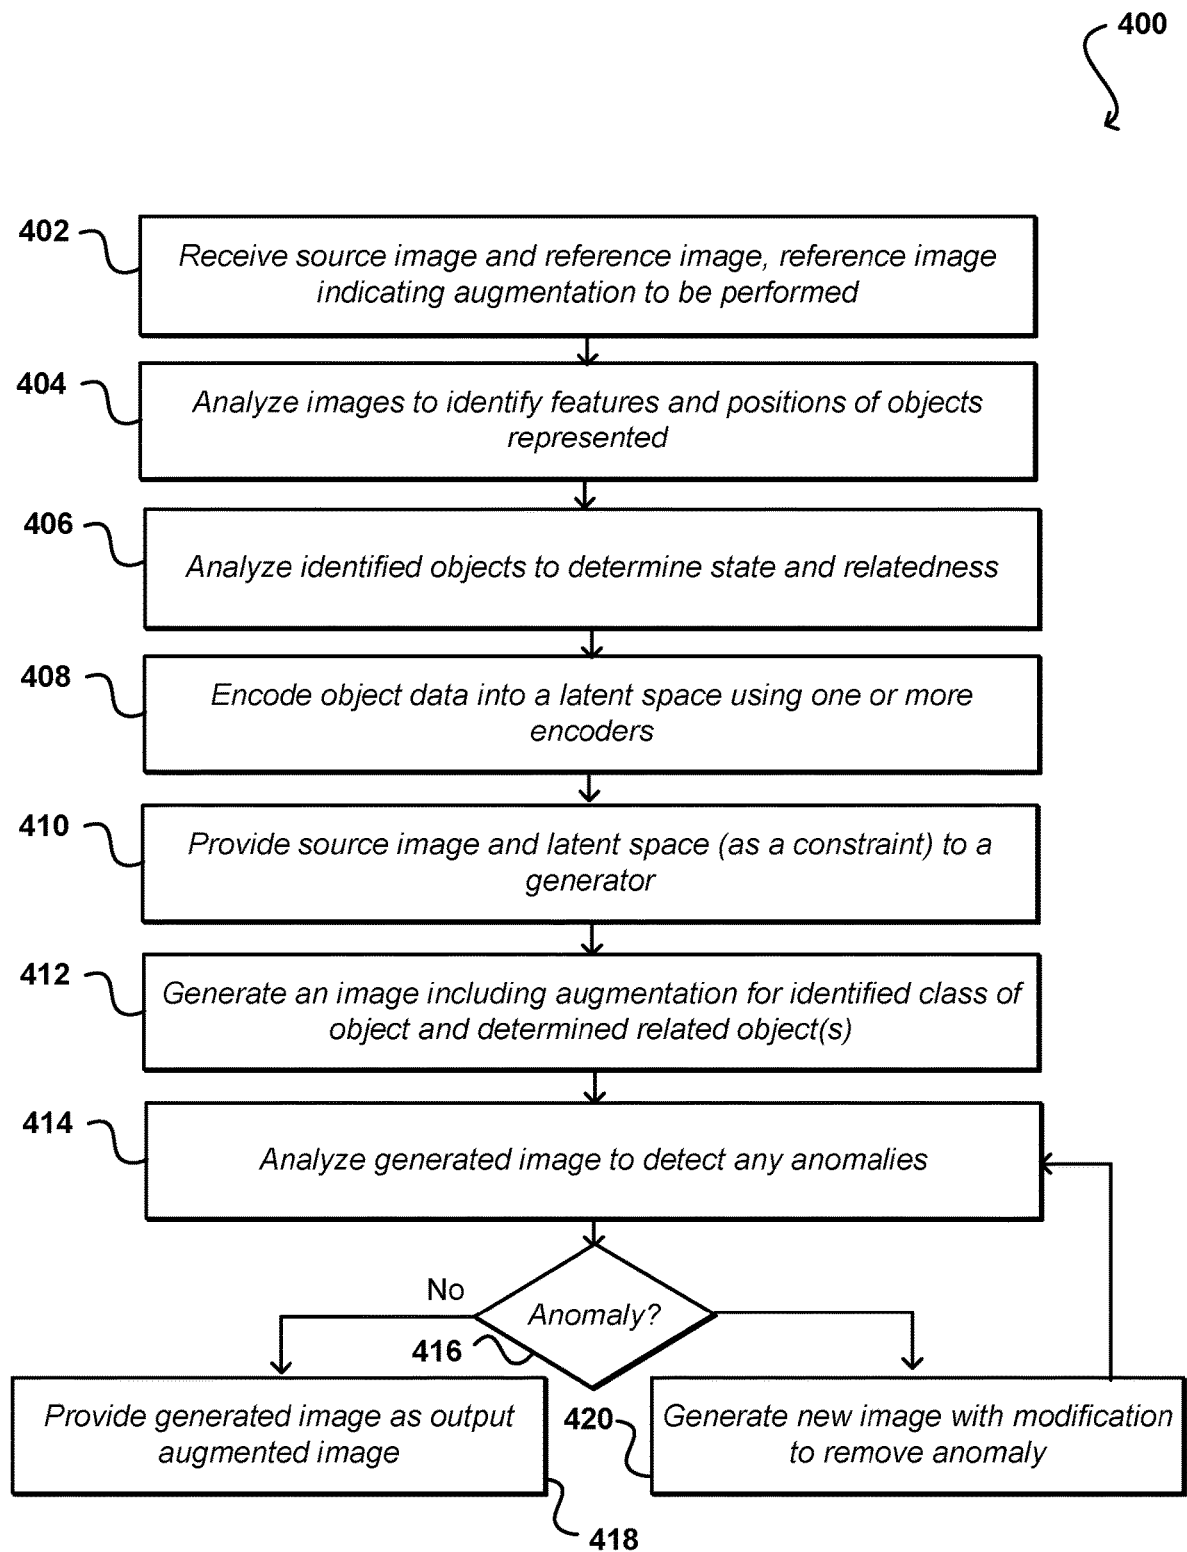 400
402
Receive source image and reference image, reference image
indicating augmentation to be performed
404
Analyze images to identify features and positions of objects
represented
406
Analyze identified objects to determine state and relatedness
408
Encode object data into a latent space using one or more
encoders
410
Provide source image and latent space (as a constraint) to a
generator
412
Generate an image including augmentation for identified class of
object and determined related object(s)
414
Analyze generated image to detect any anomalies
No
Anomaly?
416
Provide generated image as output
augmented image
418
420
Generate new image with modification
to remove anomaly